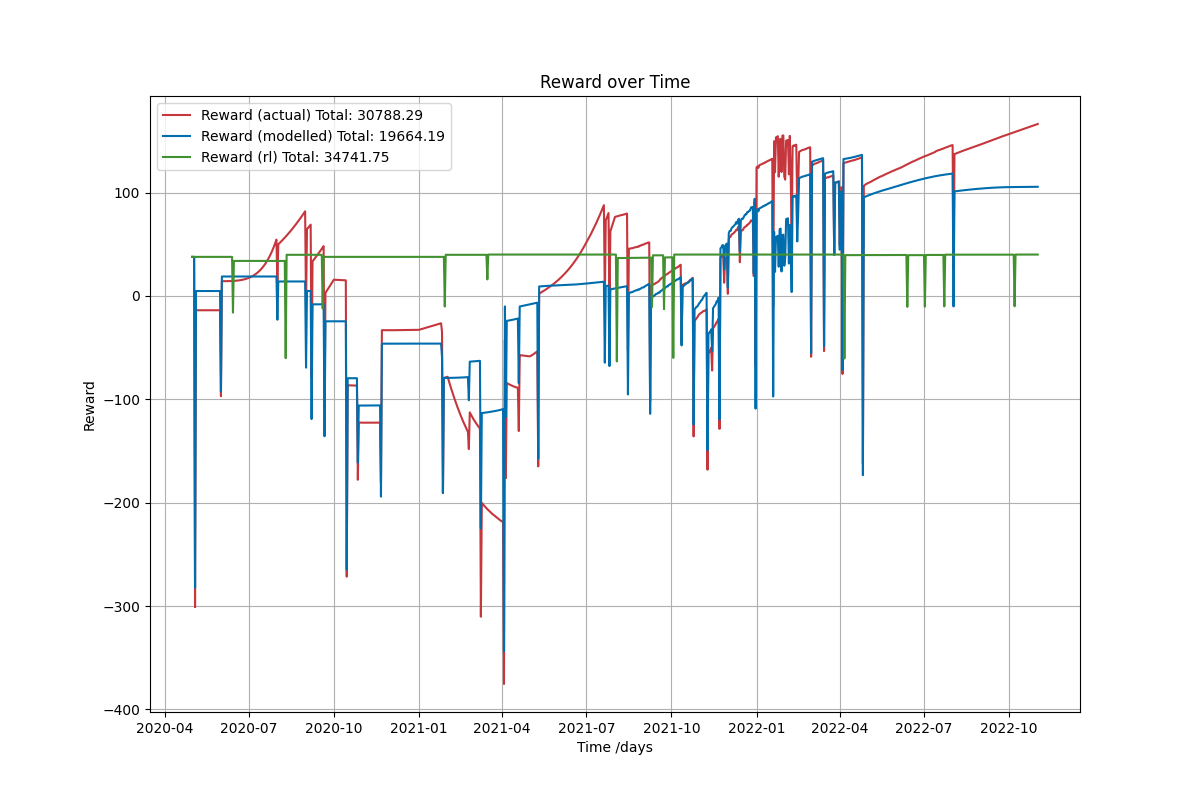 Reward over Time
Reward (actual) Total: 30788.29
Reward (modelled) Total: 19664.19
Reward (rl) Total: 34741.75
100
0
−100
−200
−300
−400
Reward
2020-04 2020-07 2020-10 2021-01 2021-04 2021-07 2021-10 2022-01 2022-04 2022-07 2022-10
Time /days